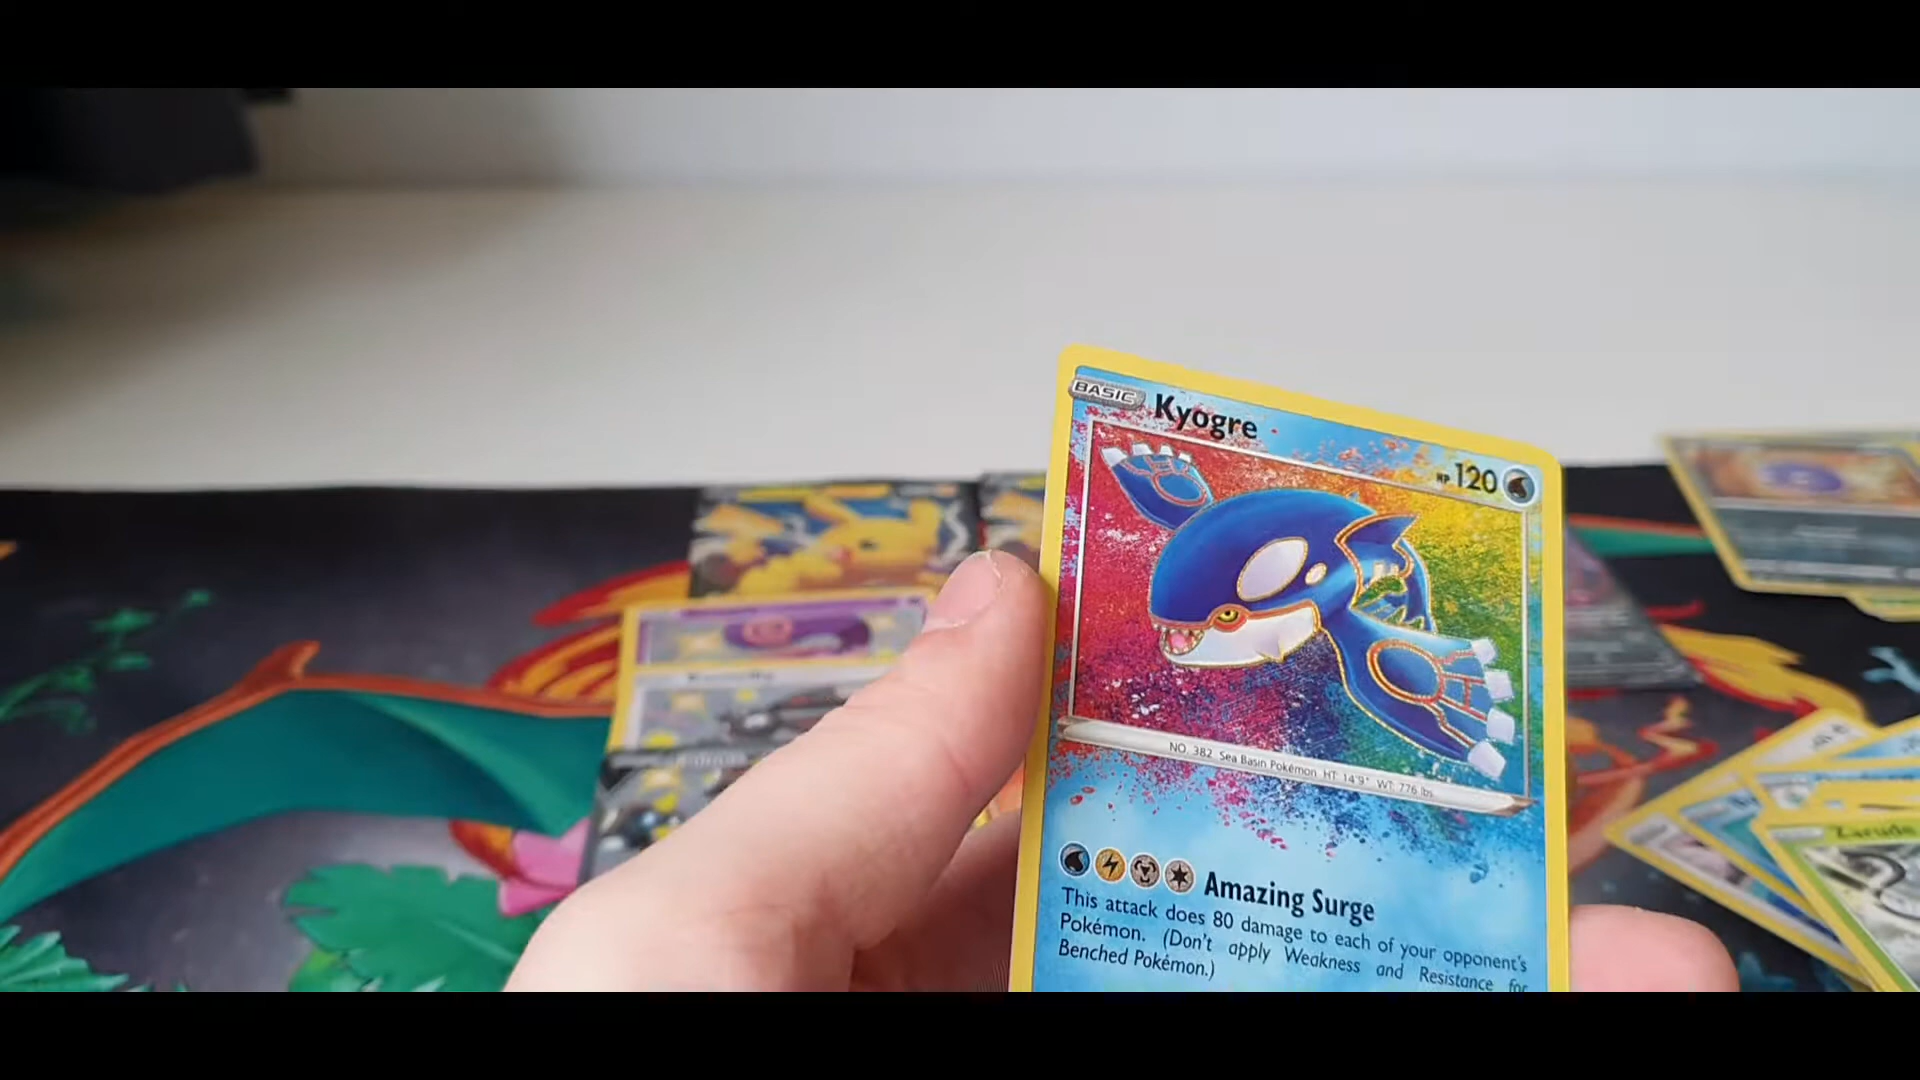 BASIC Kyogre
HP 120
NO. 382 Sea Basin Pokémon HT: 14'9" WT: 776 lbs.
Amazing Surge
This attack does 80 damage to each of your opponent's
Pokémon. (Don't apply Weakness and Resistance for
Benched Pokémon.)
Zarude